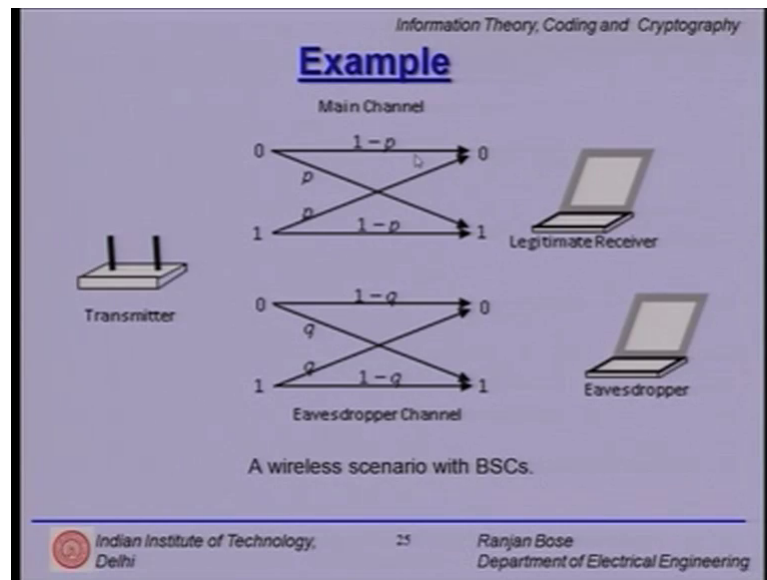 Information Theory, Coding and Cryptography
Example
Main Channel
0 1 – p 0
p
p
1 1 – p 1
Legitimate Receiver
Transmitter
0 1 – q 0
q
q
1 1 – q 1
Eavesdropper
Eavesdropper Channel
A wireless scenario with BSCs.
Indian Institute of Technology, 25 Ranjan Bose
Delhi Department of Electrical Engineering